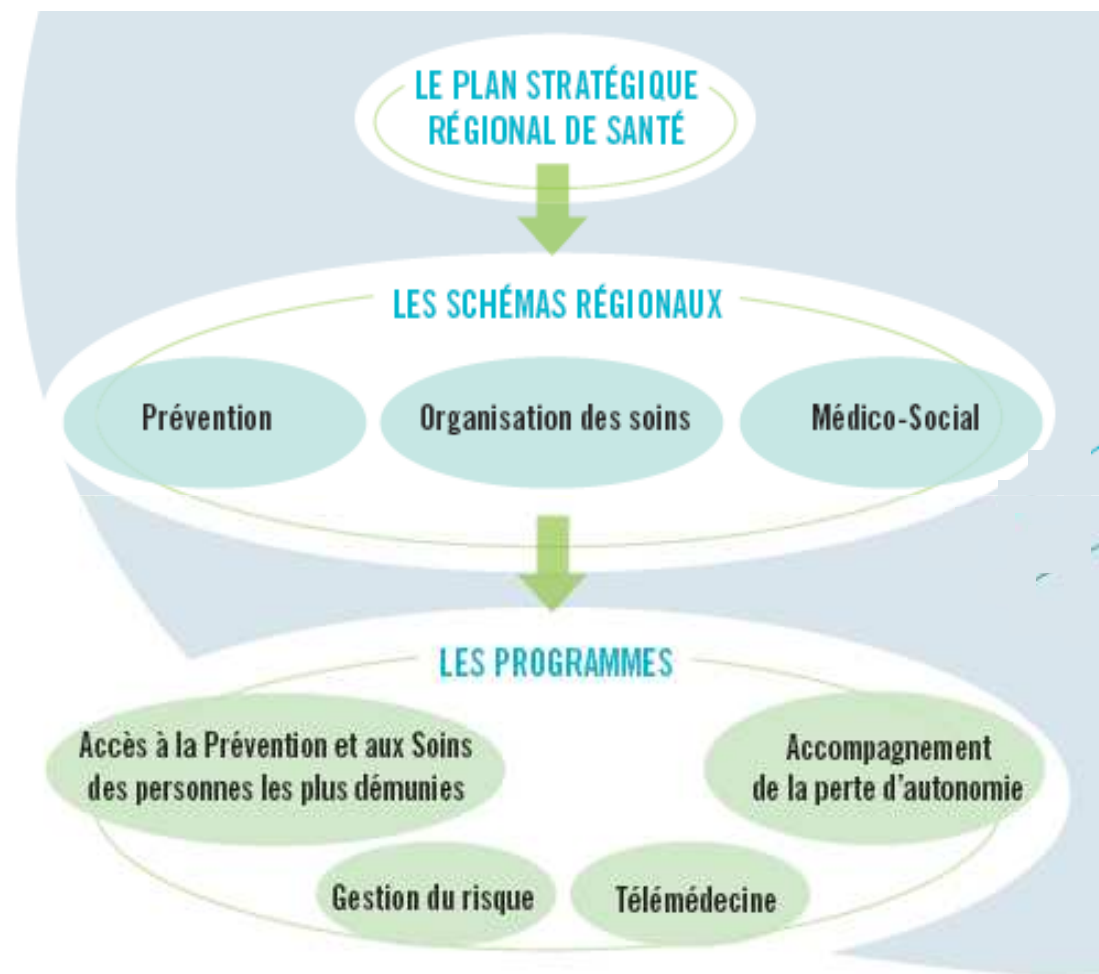 LE PLAN STRATÉGIQUE
RÉGIONAL DE SANTÉ
LES SCHÉMAS RÉGIONAUX
Prévention
Organisation des soins
Médico-Social
LES PROGRAMMES
Accès à la Prévention et aux Soins
des personnes les plus démunies
Accompagnement
de la perte d'autonomie
Gestion du risque
Télémédecine